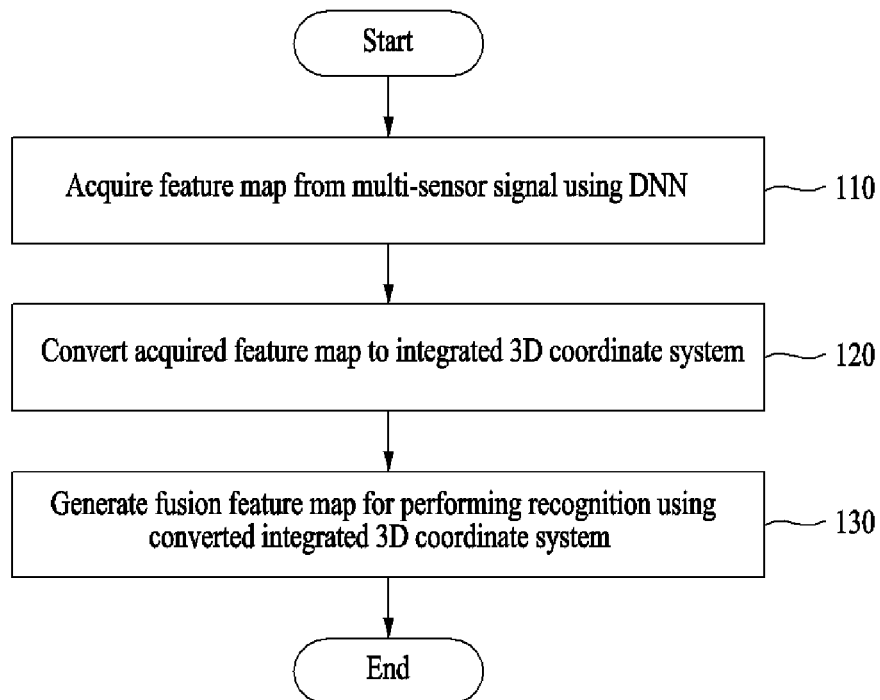 Start
Acquire feature map from multi-sensor signal using DNN
110
Convert acquired feature map to integrated 3D coordinate system
120
Generate fusion feature map for performing recognition using
converted integrated 3D coordinate system
130
End